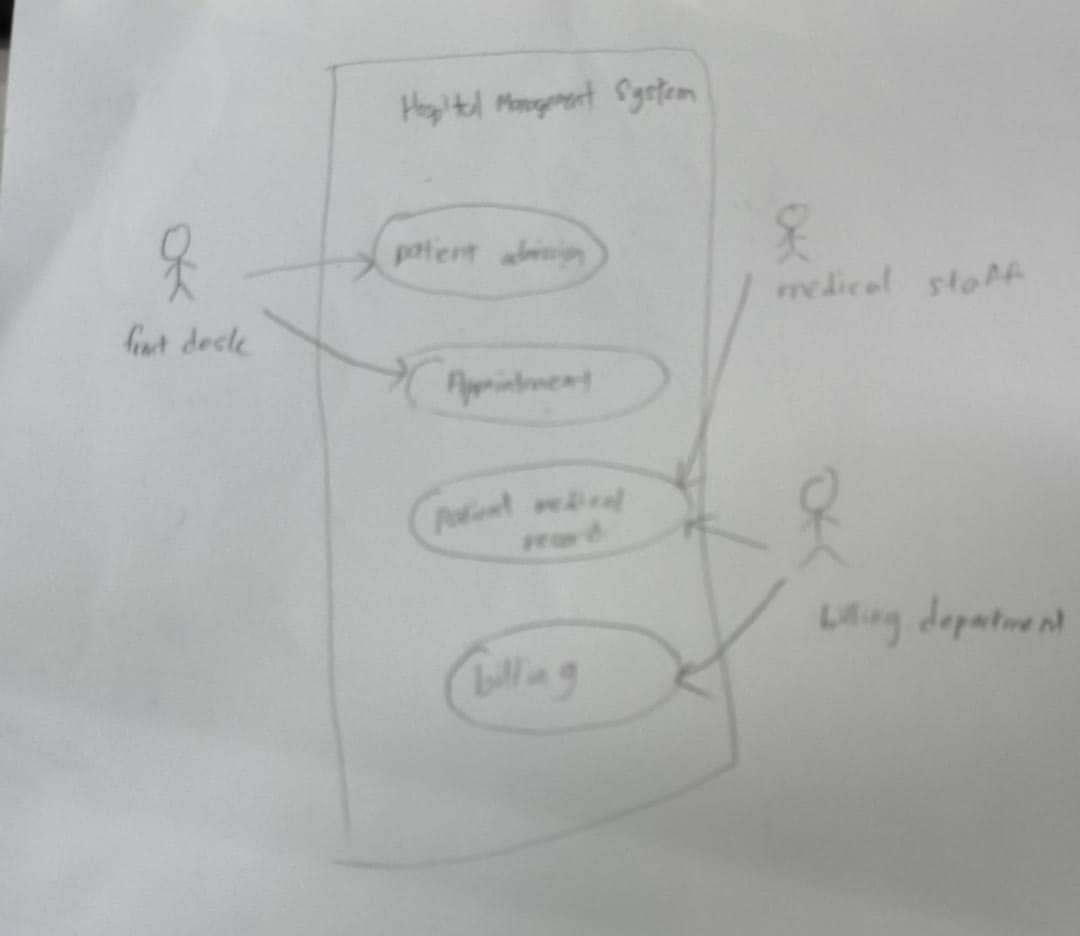 Hospital Management System
patient admission
front desk
medical staff
Appointment
patient medical
record
billing department
billing